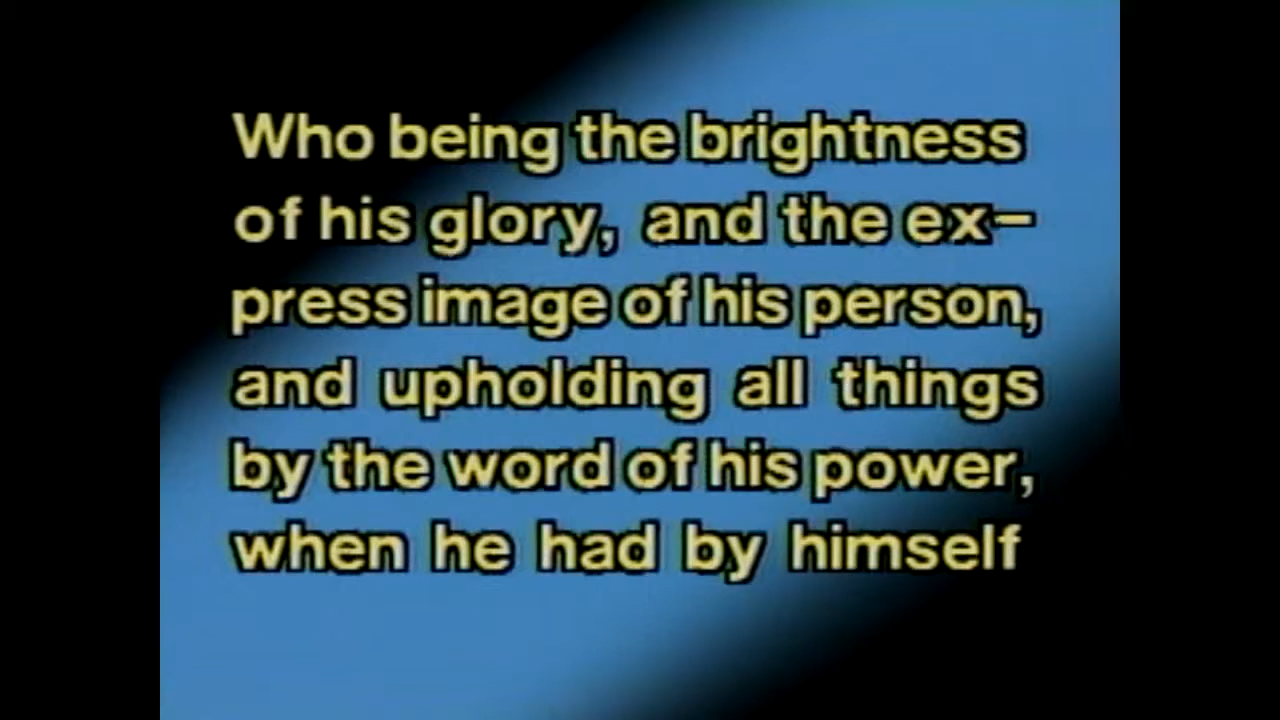 Who being the brightness
of his glory, and the ex-
press image of his person,
and upholding all things
by the word of his power,
when he had by himself